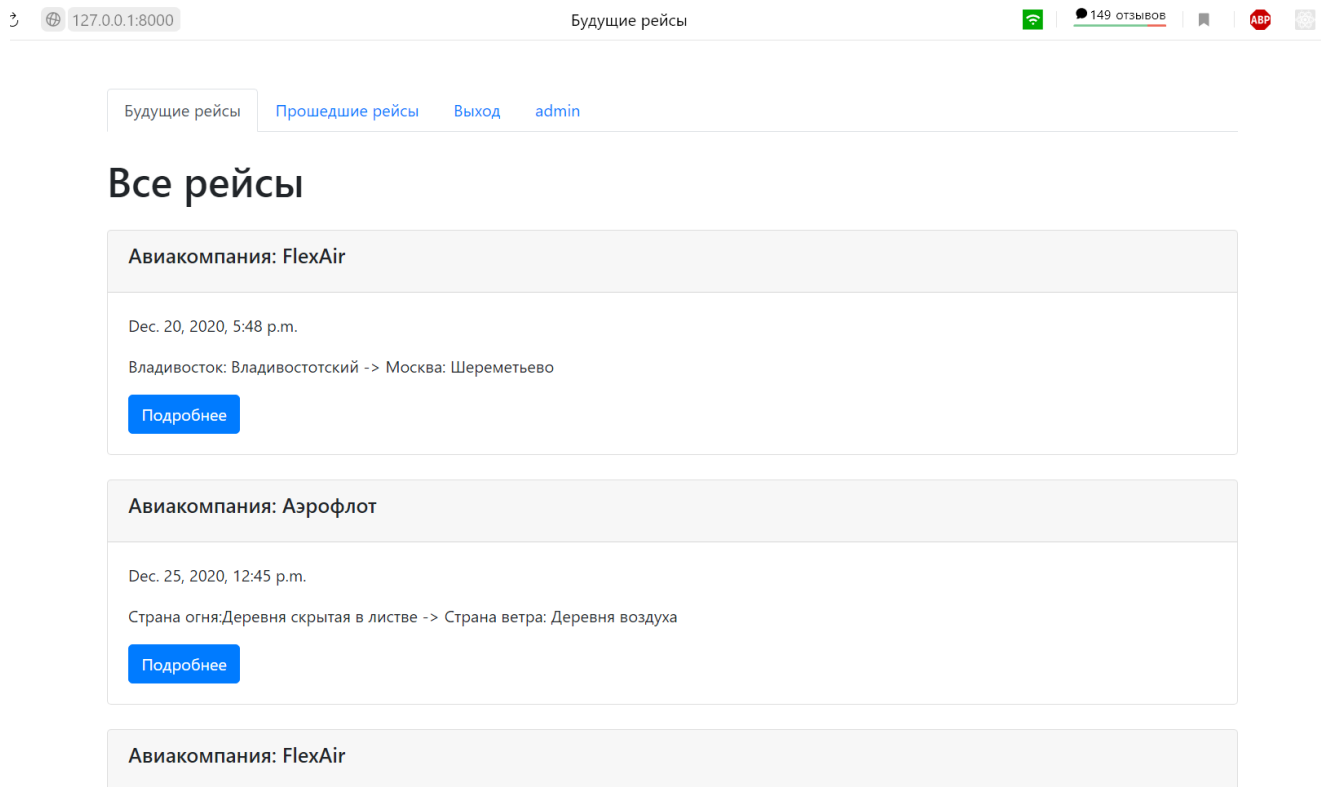 127.0.0.1:8000 Будущие рейсы 149 отзывов ABP
Будущие рейсы Прошедшие рейсы Выход admin
Все рейсы
Авиакомпания: FlexAir
Dec. 20, 2020, 5:48 p.m.
Владивосток: Владивостотский -> Москва: Шереметьево
Подробнее
Авиакомпания: Аэрофлот
Dec. 25, 2020, 12:45 p.m.
Страна огня:Деревня скрытая в листве -> Страна ветра: Деревня воздуха
Подробнее
Авиакомпания: FlexAir